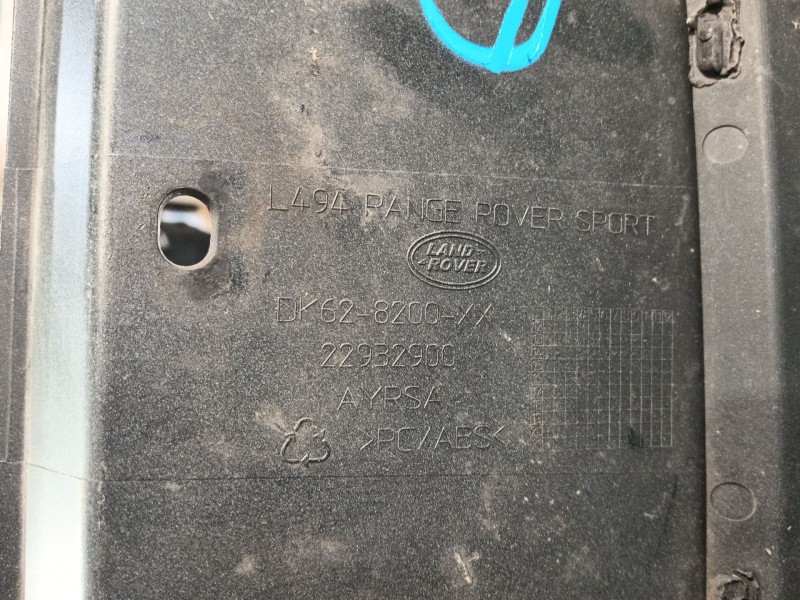 L494 RANGE ROVER SPORT
LAND
ROVER
DK62-8200-XX
22932900
AYRSA
>PC/ABS<